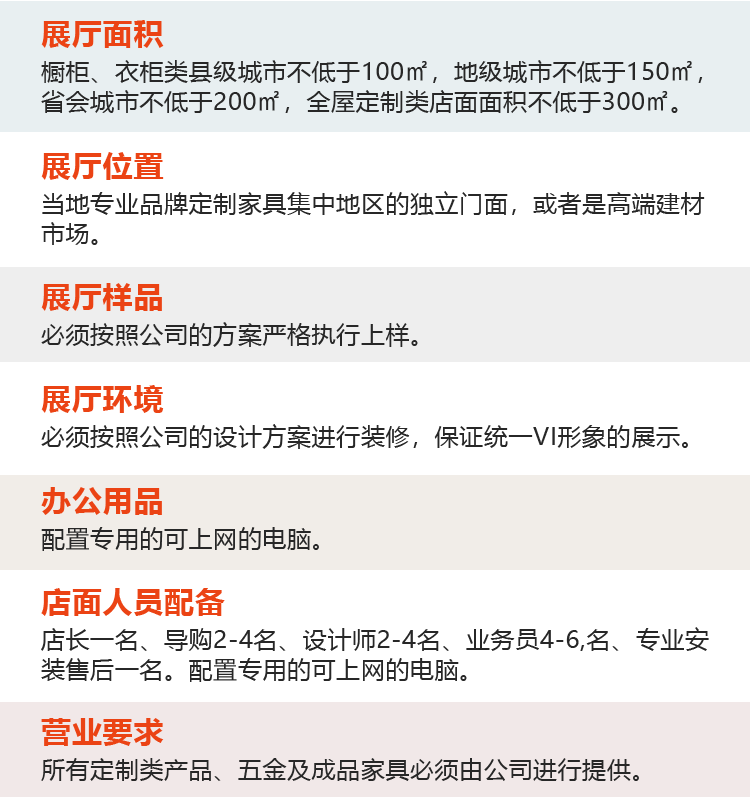 展厅面积
橱柜、衣柜类县级城市不低于100㎡，地级城市不低于150㎡，
省会城市不低于200㎡，全屋定制类店面面积不低于300㎡。
展厅位置
当地专业品牌定制家具集中地区的独立门面，或者是高端建材
市场。
展厅样品
必须按照公司的方案严格执行上样。
展厅环境
必须按照公司的设计方案进行装修，保证统一VI形象的展示。
办公用品
配置专用的可上网的电脑。
店面人员配备
店长一名、导购2-4名、设计师2-4名、业务员4-6,名、专业安
装售后一名。配置专用的可上网的电脑。
营业要求
所有定制类产品、五金及成品家具必须由公司进行提供。